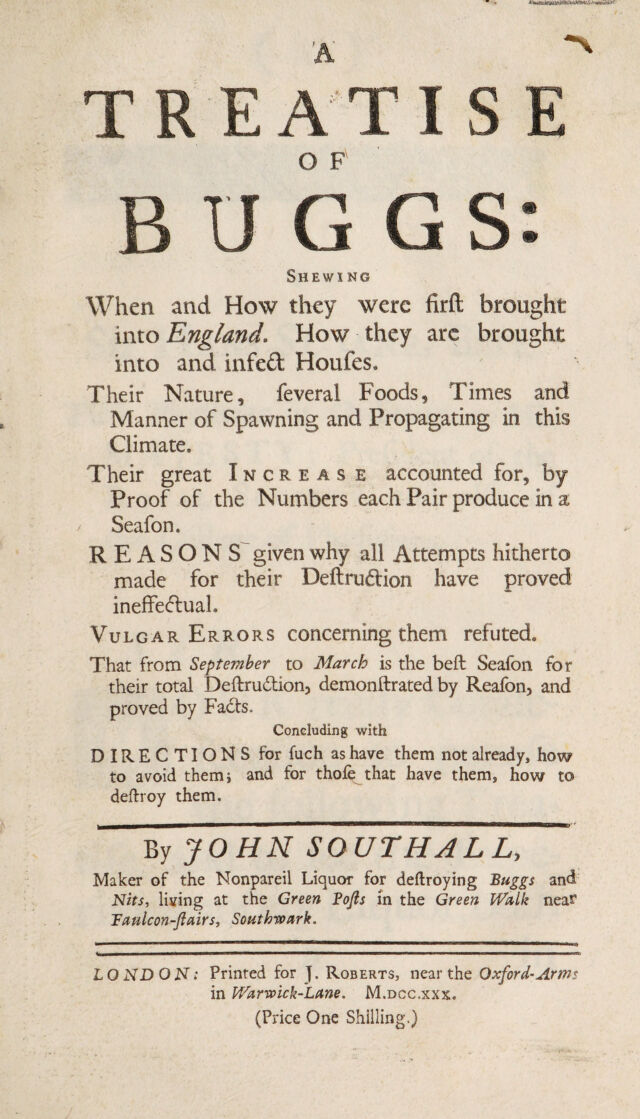 A
TREATISE
OF
BUGGS:
SHEWING
When and How they were firſt brought
into England. How they are brought
into and infect Houſes.
Their Nature, ſeveral Foods, Times and
Manner of Spawning and Propagating in this
Climate.
Their great INCREASE accounted for, by
Proof of the Numbers each Pair produce in a
Seaſon.
REASONS given why all Attempts hitherto
made for their Deſtruction have proved
ineffectual.
VULGAR ERRORS concerning them refuted.
That from September to March is the beſt Seaſon for
their total Deſtruction, demonſtrated by Reaſon, and
proved by Facts.
Concluding with
DIRECTIONS for ſuch as have them not already, how
to avoid them; and for thoſe that have them, how to
deſtroy them.
By JOHN SOUTHALL,
Maker of the Nonpareil Liquor for deſtroying Buggs and
Nits, living at the Green Poſts in the Green Walk near
Faulcon-ſtairs, Southwark.
LONDON: Printed for J. ROBERTS, near the Oxford-Arms
in Warwick-Lane. M.DCC.XXX.
(Price One Shilling.)